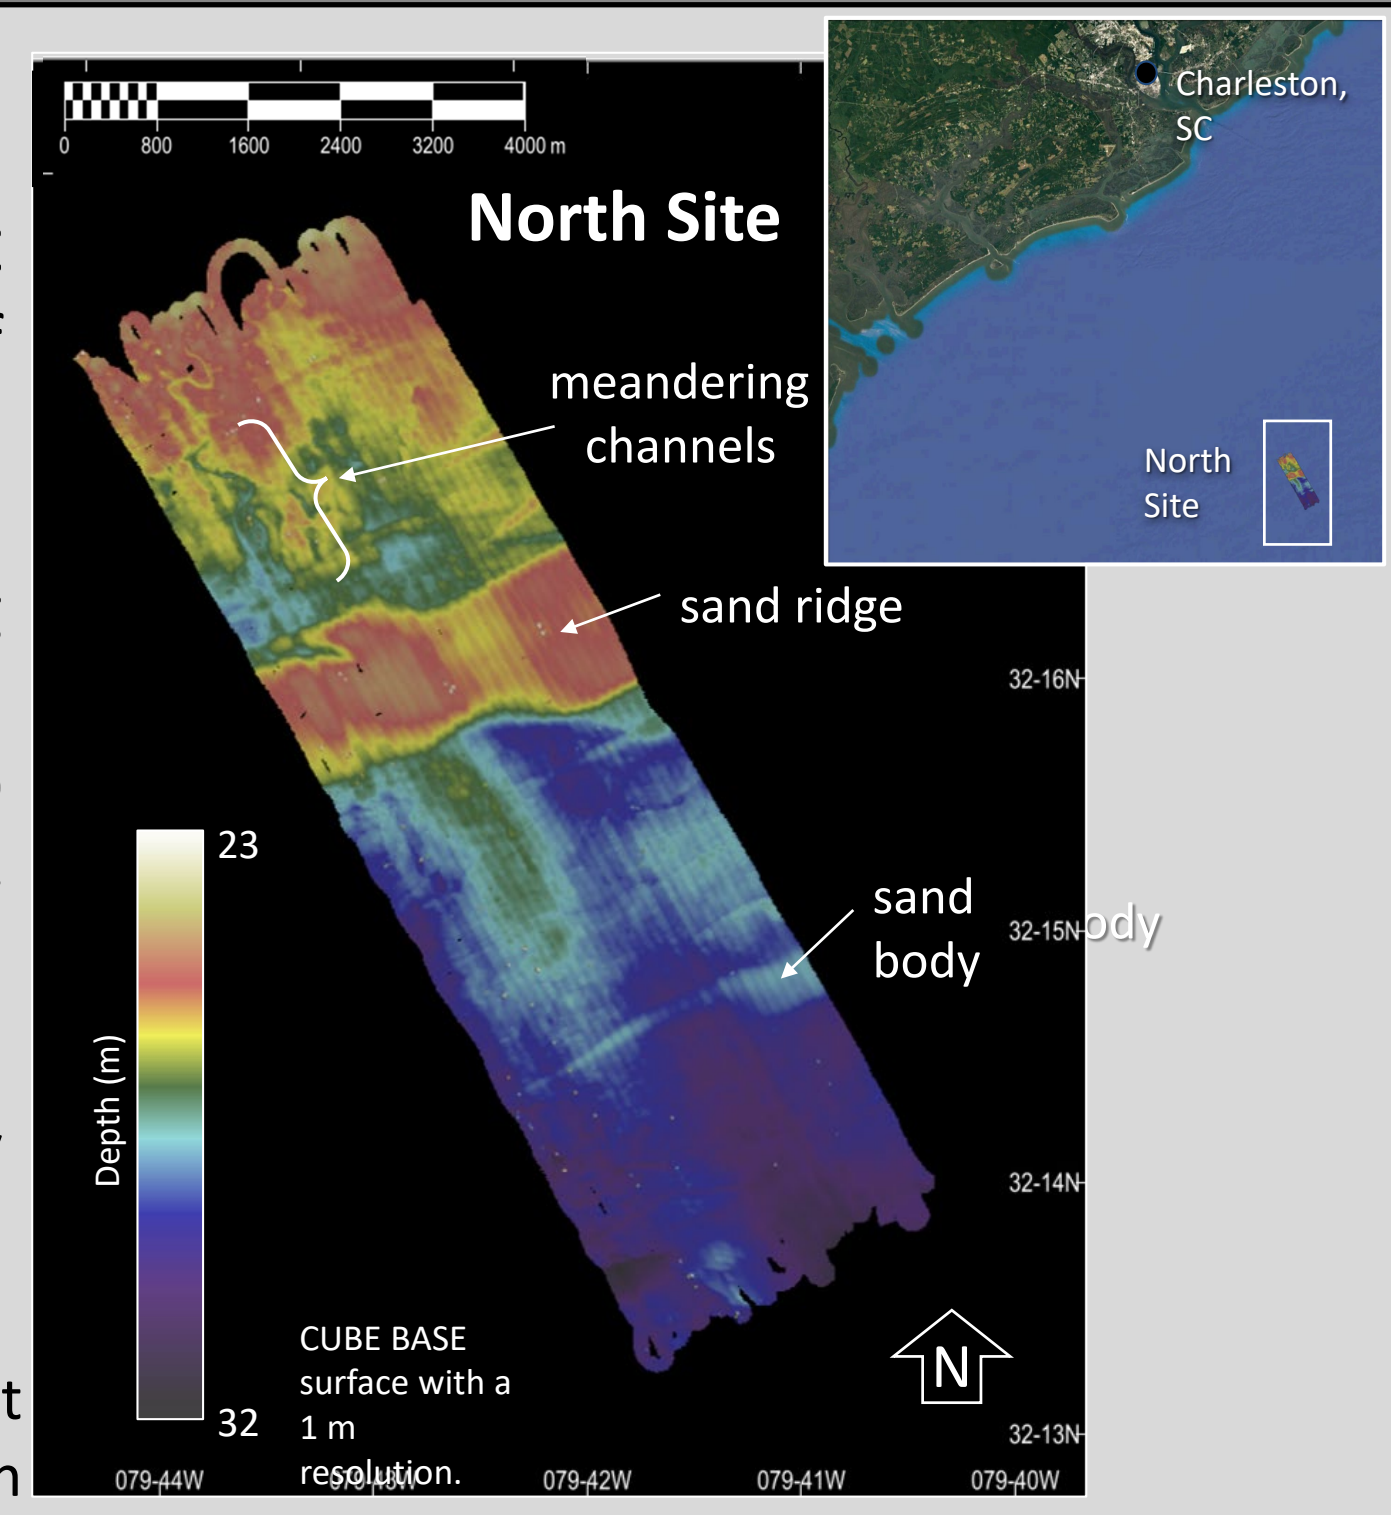 0 800 1600 2400 3200 4000 m
North Site
Charleston,
SC
meandering
channels
North
Site
sand ridge
32-16N
23
sand
body
32-15N
ody
Depth (m)
32-14N
32
CUBE BASE
surface with a
1 m
resolution.
N
32-13N
079-44W 079-43W 079-42W 079-41W 079-40W
t
n